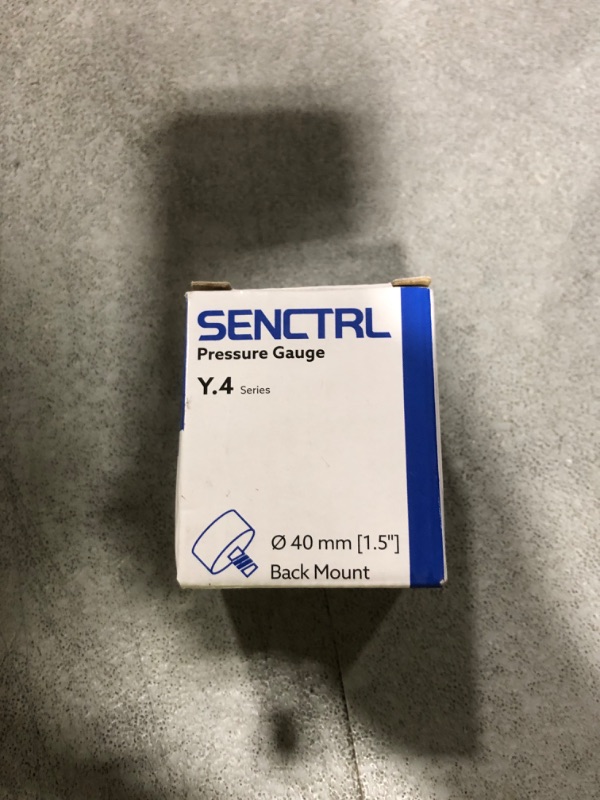 SENCTRL
Pressure Gauge
Y.4 Series
Ø 40 mm [1.5"]
Back Mount